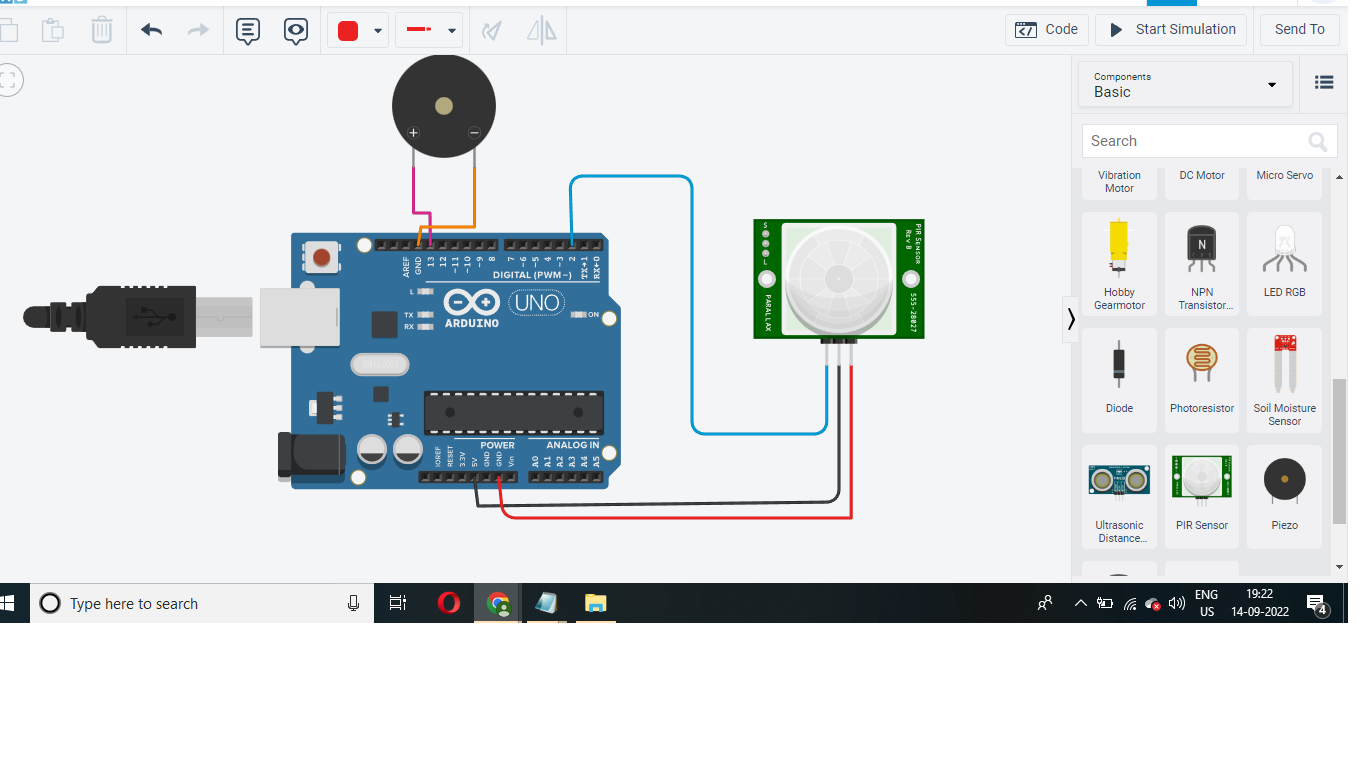 Code
Start Simulation
Send To
Components
Basic
Search
Vibration
Motor
DC Motor
Micro Servo
Hobby
Gearmotor
NPN
Transistor...
LED RGB
N
Diode
Photoresistor
Soil Moisture
Sensor
Ultrasonic
Distance...
PIR Sensor
Piezo
+
−
AREF
GND
13
12
~11
~10
~9
8
7
~6
~5
4
~3
2
TX→1
RX←0
DIGITAL (PWM~)
L
TX
RX
ARDUINO
UNO
ON
POWER
ANALOG IN
IOREF
RESET
3.3V
5V
GND
GND
Vin
A0
A1
A2
A3
A4
A5
S
L
PARALLAX
PIR SENSOR
REV B
555-28027
Type here to search
ENG
US
19:22
14-09-2022
4